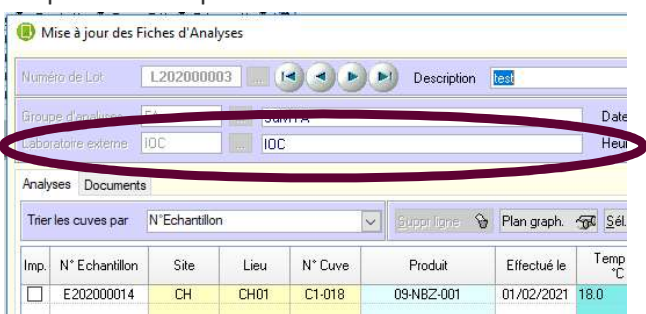 Mise à jour des Fiches d'Analyses
Numéro de Lot L202000003 ... Description test
Groupe d'analyses Date
Laboratoire externe IOC ... IOC Heur
Analyses Documents
Trier les cuves par N°Echantillon Suppr ligne Plan graph. Sél.
Imp. N° Echantillon Site Lieu N° Cuve Produit Effectué le Temp °C
E202000014 CH CH01 C1-018 09-NBZ-001 01/02/2021 18.0